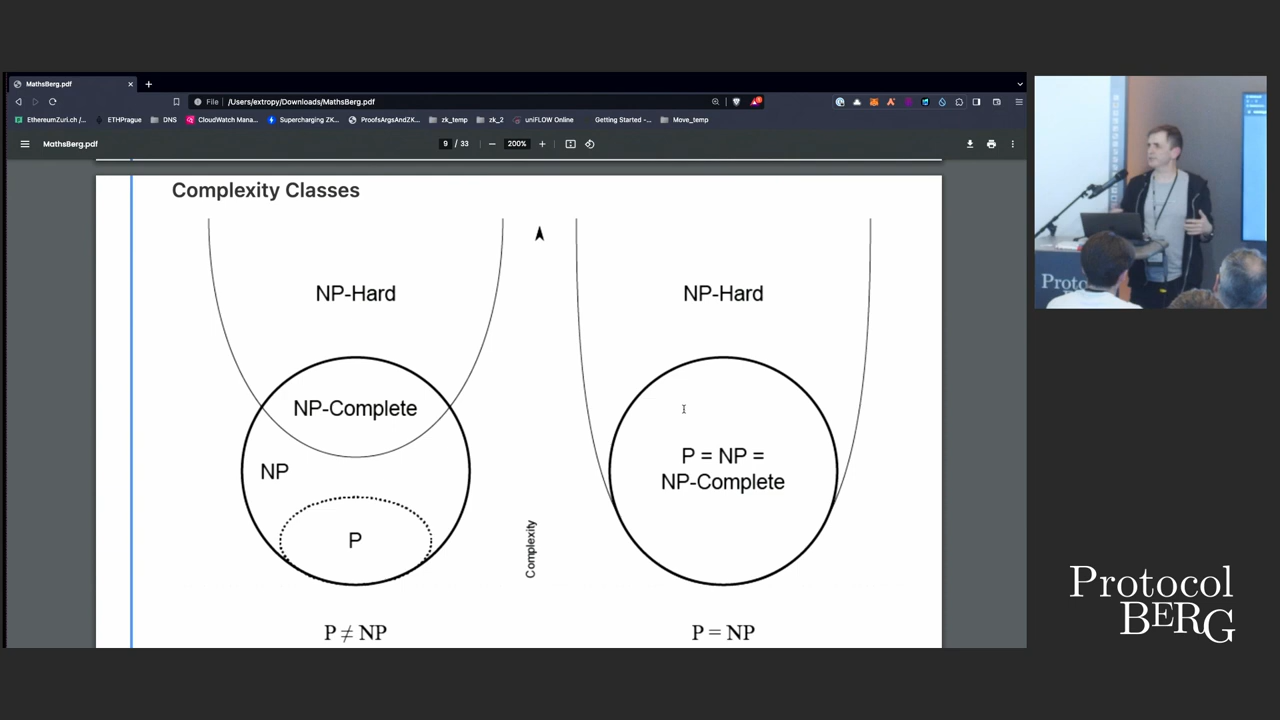 MathsBerg.pdf
File
/Users/extropy/Downloads/MathsBerg.pdf
EthereumZuri.ch /...
ETHPrague
DNS
CloudWatch Mana...
Supercharging ZK...
ProofsArgsAndZK...
zk_temp
zk_2
uniFLOW Online
Getting Started -...
Move_temp
MathsBerg.pdf
9 / 33
200%
Complexity Classes
NP-Hard
NP-Complete
NP
P
P ≠ NP
Complexity
NP-Hard
P = NP =
NP-Complete
P = NP
Proto
Protocol
BERG